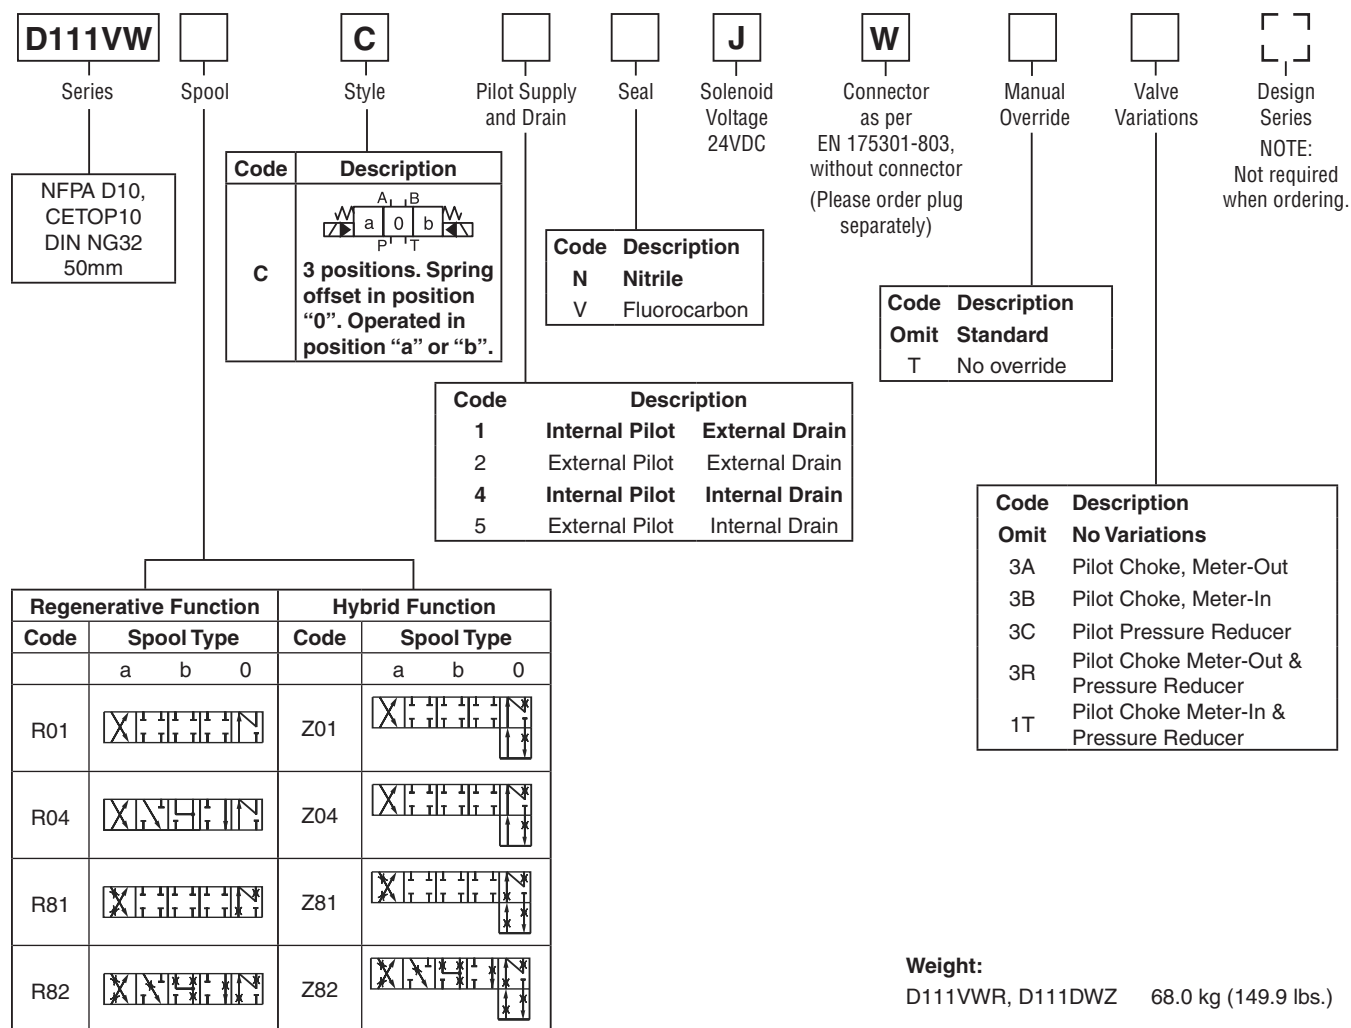 D111VW C J W
Series
Spool
Style
Pilot Supply
and Drain
Seal
Solenoid
Voltage
24VDC
Connector
as per
EN 175301-803,
without connector
(Please order plug
separately)
Manual
Override
Valve
Variations
Design
Series
NOTE:
Not required
when ordering.
NFPA D10,
CETOP10
DIN NG32
50mm
Code Description
A B
a 0 b
P T
C
3 positions. Spring
offset in position
“0”. Operated in
position “a” or “b”.
Code Description
N Nitrile
V Fluorocarbon
Code Description
Omit Standard
T No override
Code Description
1 Internal Pilot External Drain
2 External Pilot External Drain
4 Internal Pilot Internal Drain
5 External Pilot Internal Drain
Code Description
Omit No Variations
3A Pilot Choke, Meter-Out
3B Pilot Choke, Meter-In
3C Pilot Pressure Reducer
3R Pilot Choke Meter-Out &
Pressure Reducer
1T Pilot Choke Meter-In &
Pressure Reducer
Regenerative Function Hybrid Function
Code Spool Type Code Spool Type
a b 0 a b 0
R01 Z01
R04 Z04
R81 Z81
R82 Z82
Weight:
D111VWR, D111DWZ 68.0 kg (149.9 lbs.)